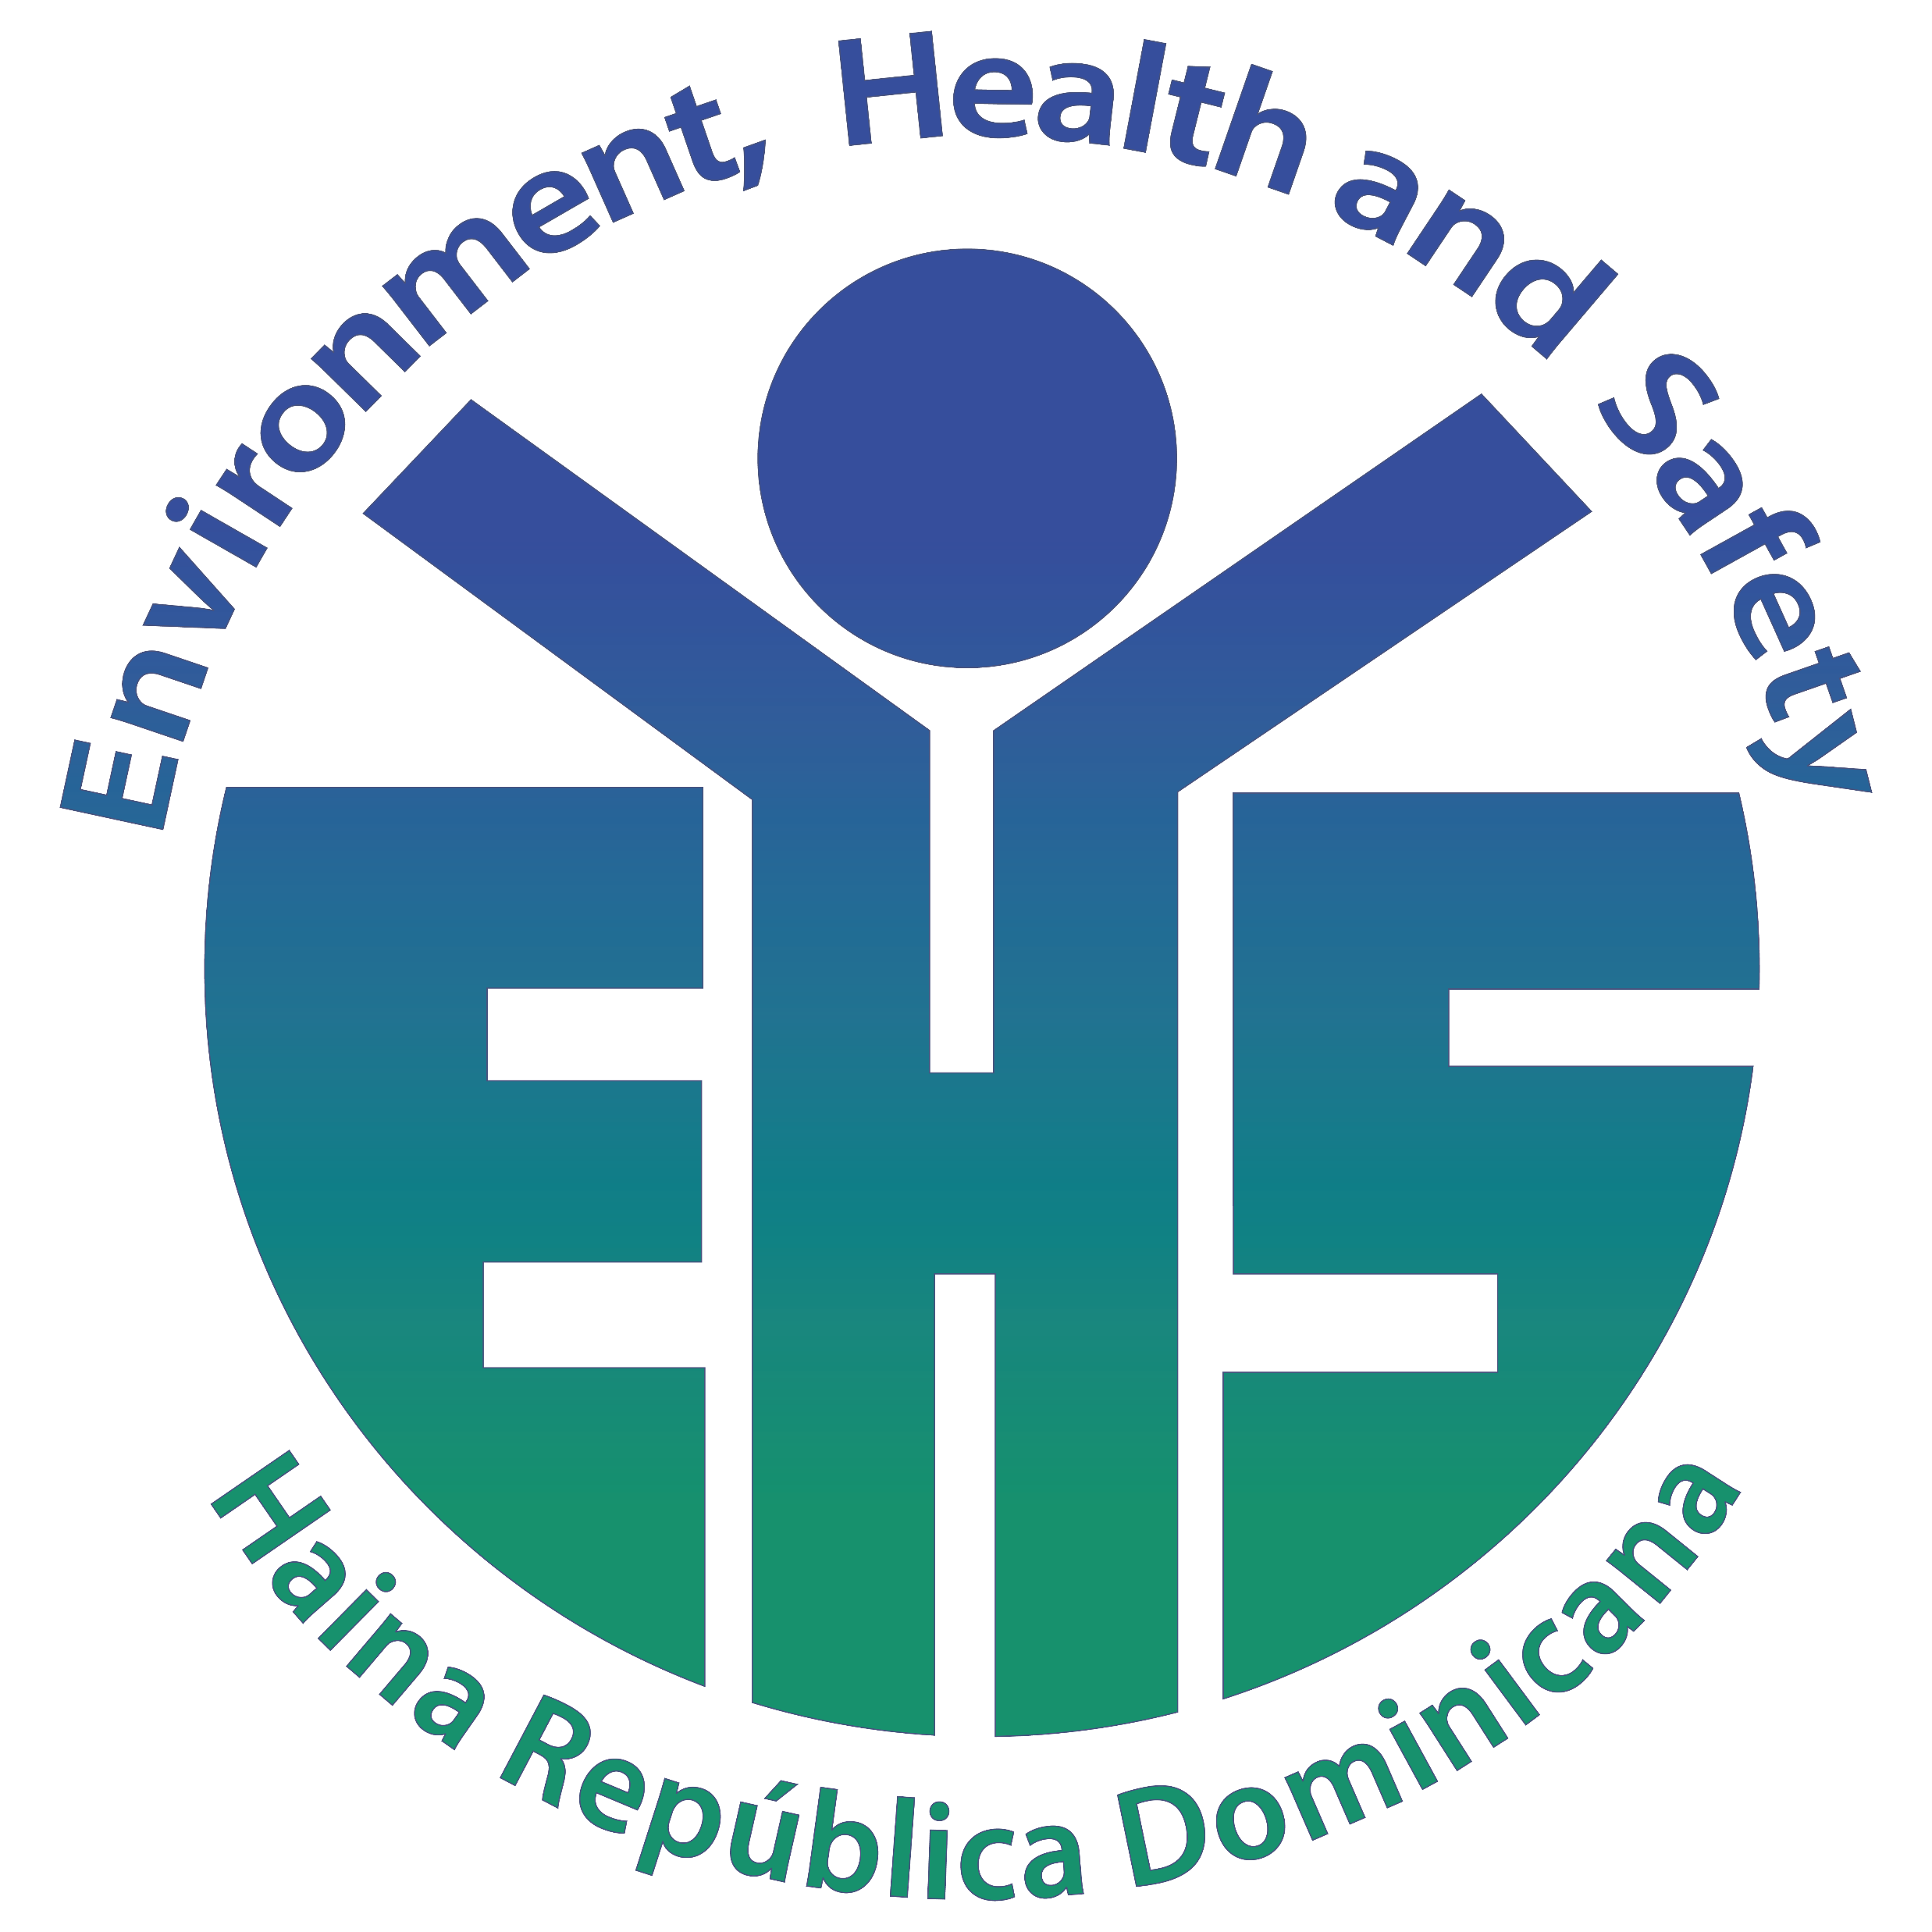 Environment, Health and Safety
EHS
Haina República Dominicana